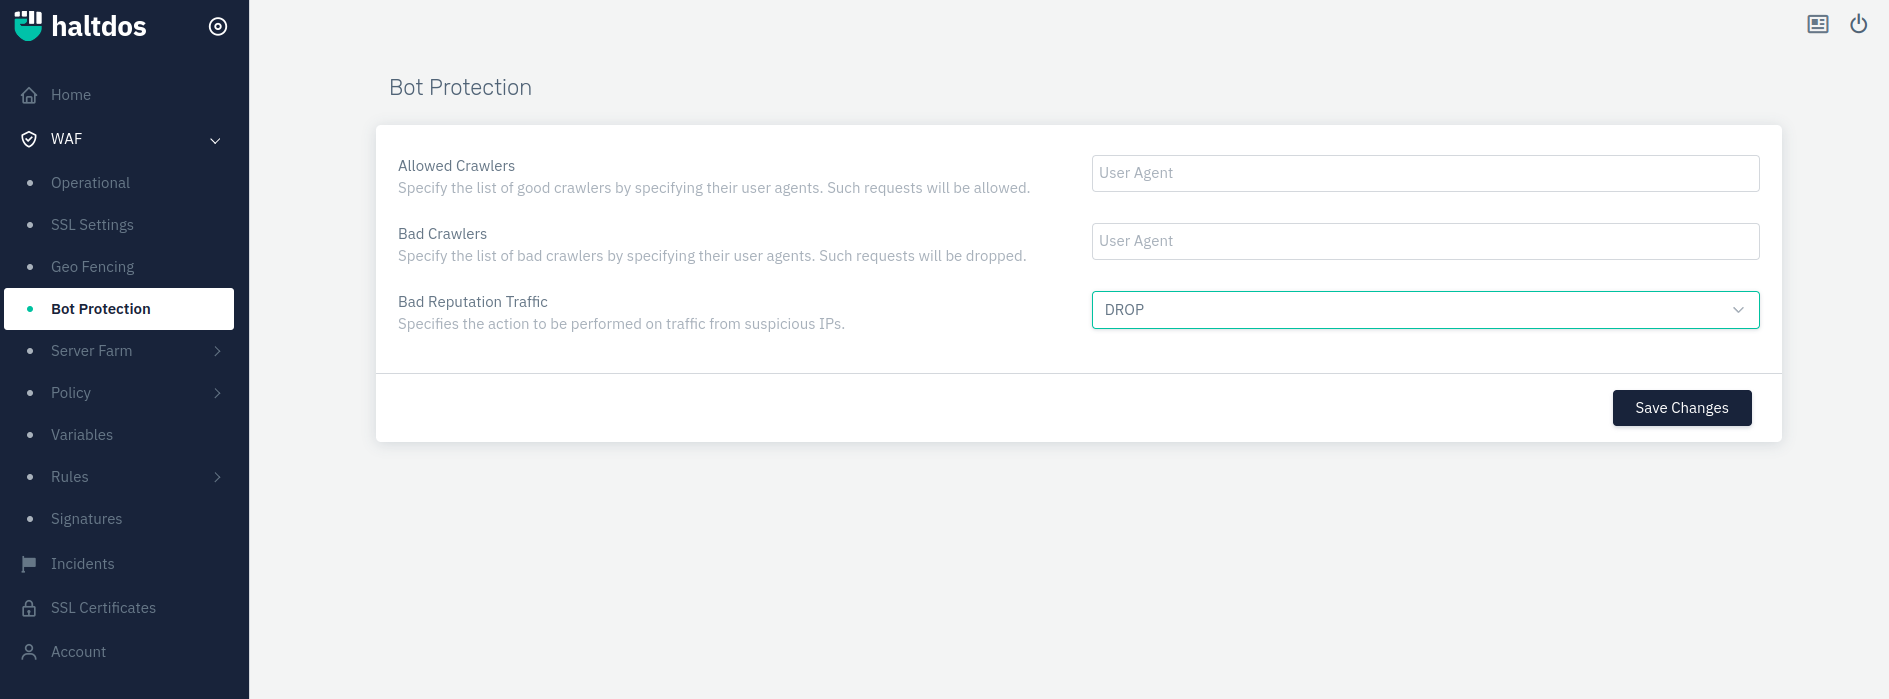 haltdos
Home
WAF
Operational
SSL Settings
Geo Fencing
Bot Protection
Server Farm
Policy
Variables
Rules
Signatures
Incidents
SSL Certificates
Account
Bot Protection
Allowed Crawlers
Specify the list of good crawlers by specifying their user agents. Such requests will be allowed.
User Agent
Bad Crawlers
Specify the list of bad crawlers by specifying their user agents. Such requests will be dropped.
User Agent
Bad Reputation Traffic
Specifies the action to be performed on traffic from suspicious IPs.
DROP
Save Changes